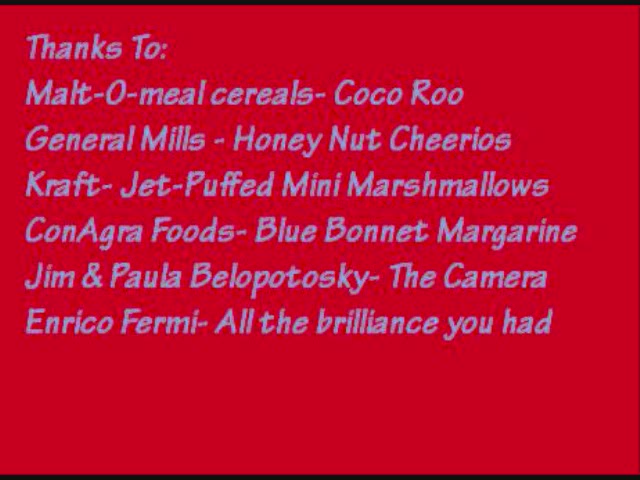 Thanks To:
Malt-O-meal cereals- Coco Roo
General Mills - Honey Nut Cheerios
Kraft- Jet-Puffed Mini Marshmallows
ConAgra Foods- Blue Bonnet Margarine
Jim & Paula Belopotosky- The Camera
Enrico Fermi- All the brilliance you had